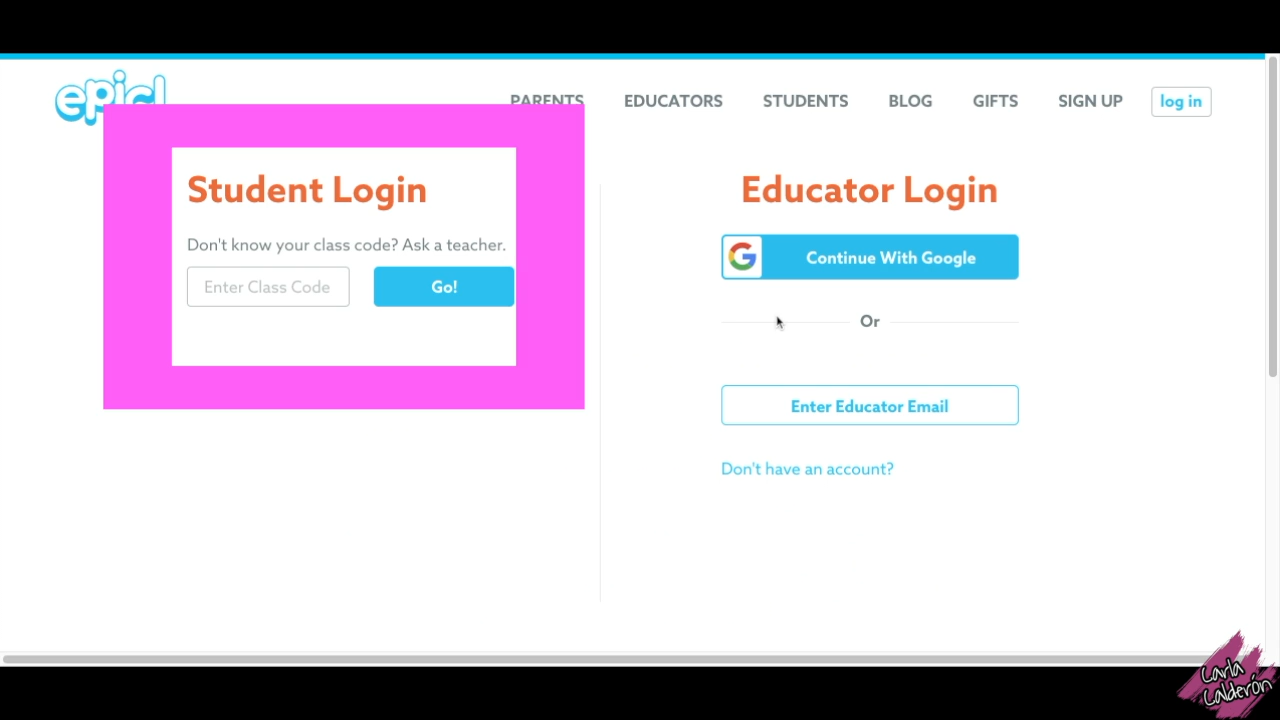 epic!
PARENTS EDUCATORS STUDENTS BLOG GIFTS SIGN UP log in
Student Login
Don't know your class code? Ask a teacher.
Enter Class Code Go!
Educator Login
Continue With Google
Or
Enter Educator Email
Don't have an account?
Carla
Calderón